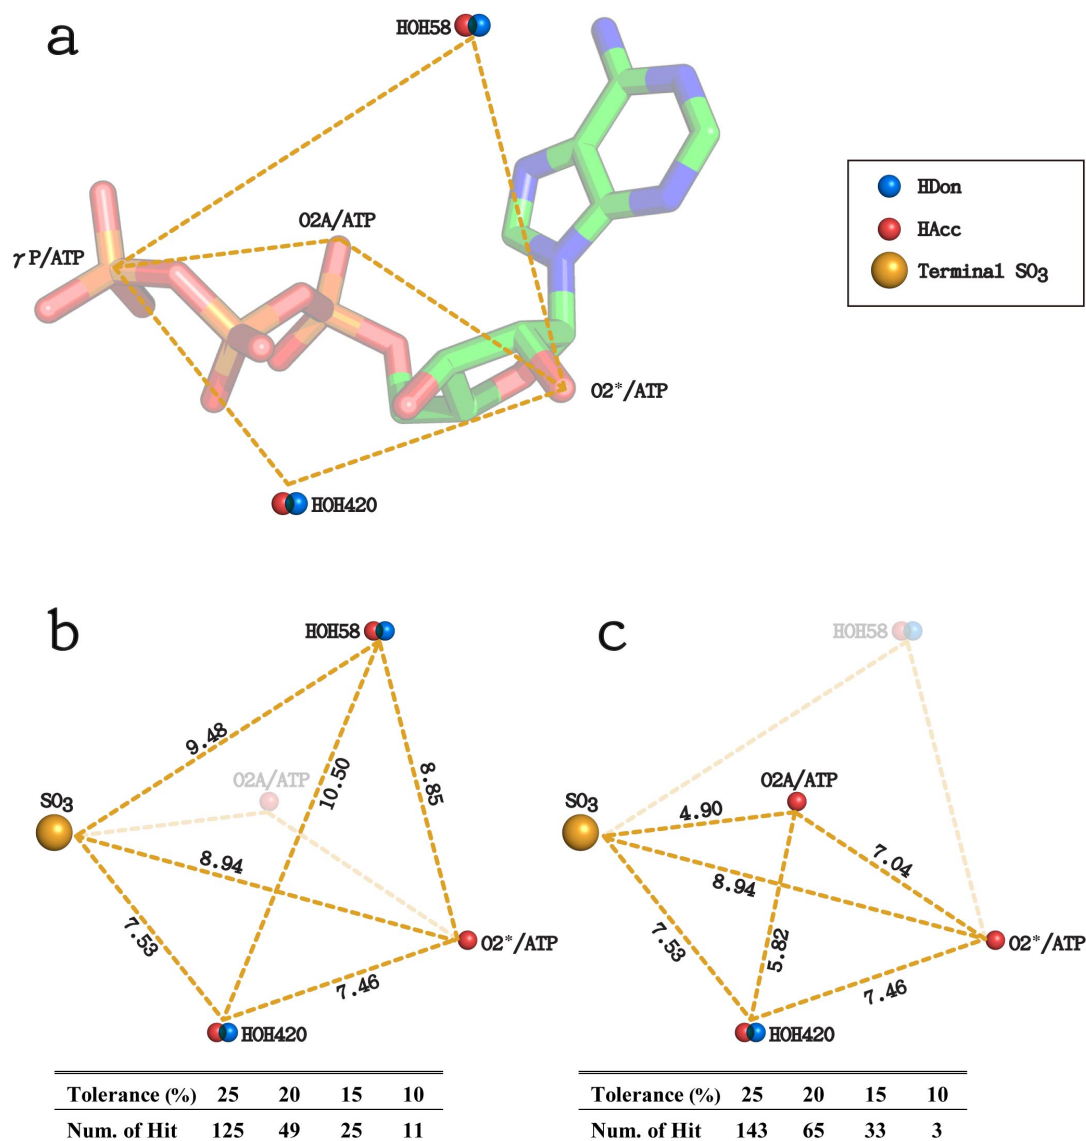 a
HOH58
O2A/ATP
γP/ATP
O2*/ATP
HOH420
HDon
HAcc
Terminal SO3
b
HOH58
9.48
10.50
8.85
O2A/ATP
SO3
8.94
7.53
O2*/ATP
7.46
HOH420
Tolerance (%) 25 20 15 10
Num. of Hit 125 49 25 11
c
HOH58
O2A/ATP
SO3
4.90
7.04
8.94
7.53
5.82
O2*/ATP
7.46
HOH420
Tolerance (%) 25 20 15 10
Num. of Hit 143 65 33 3